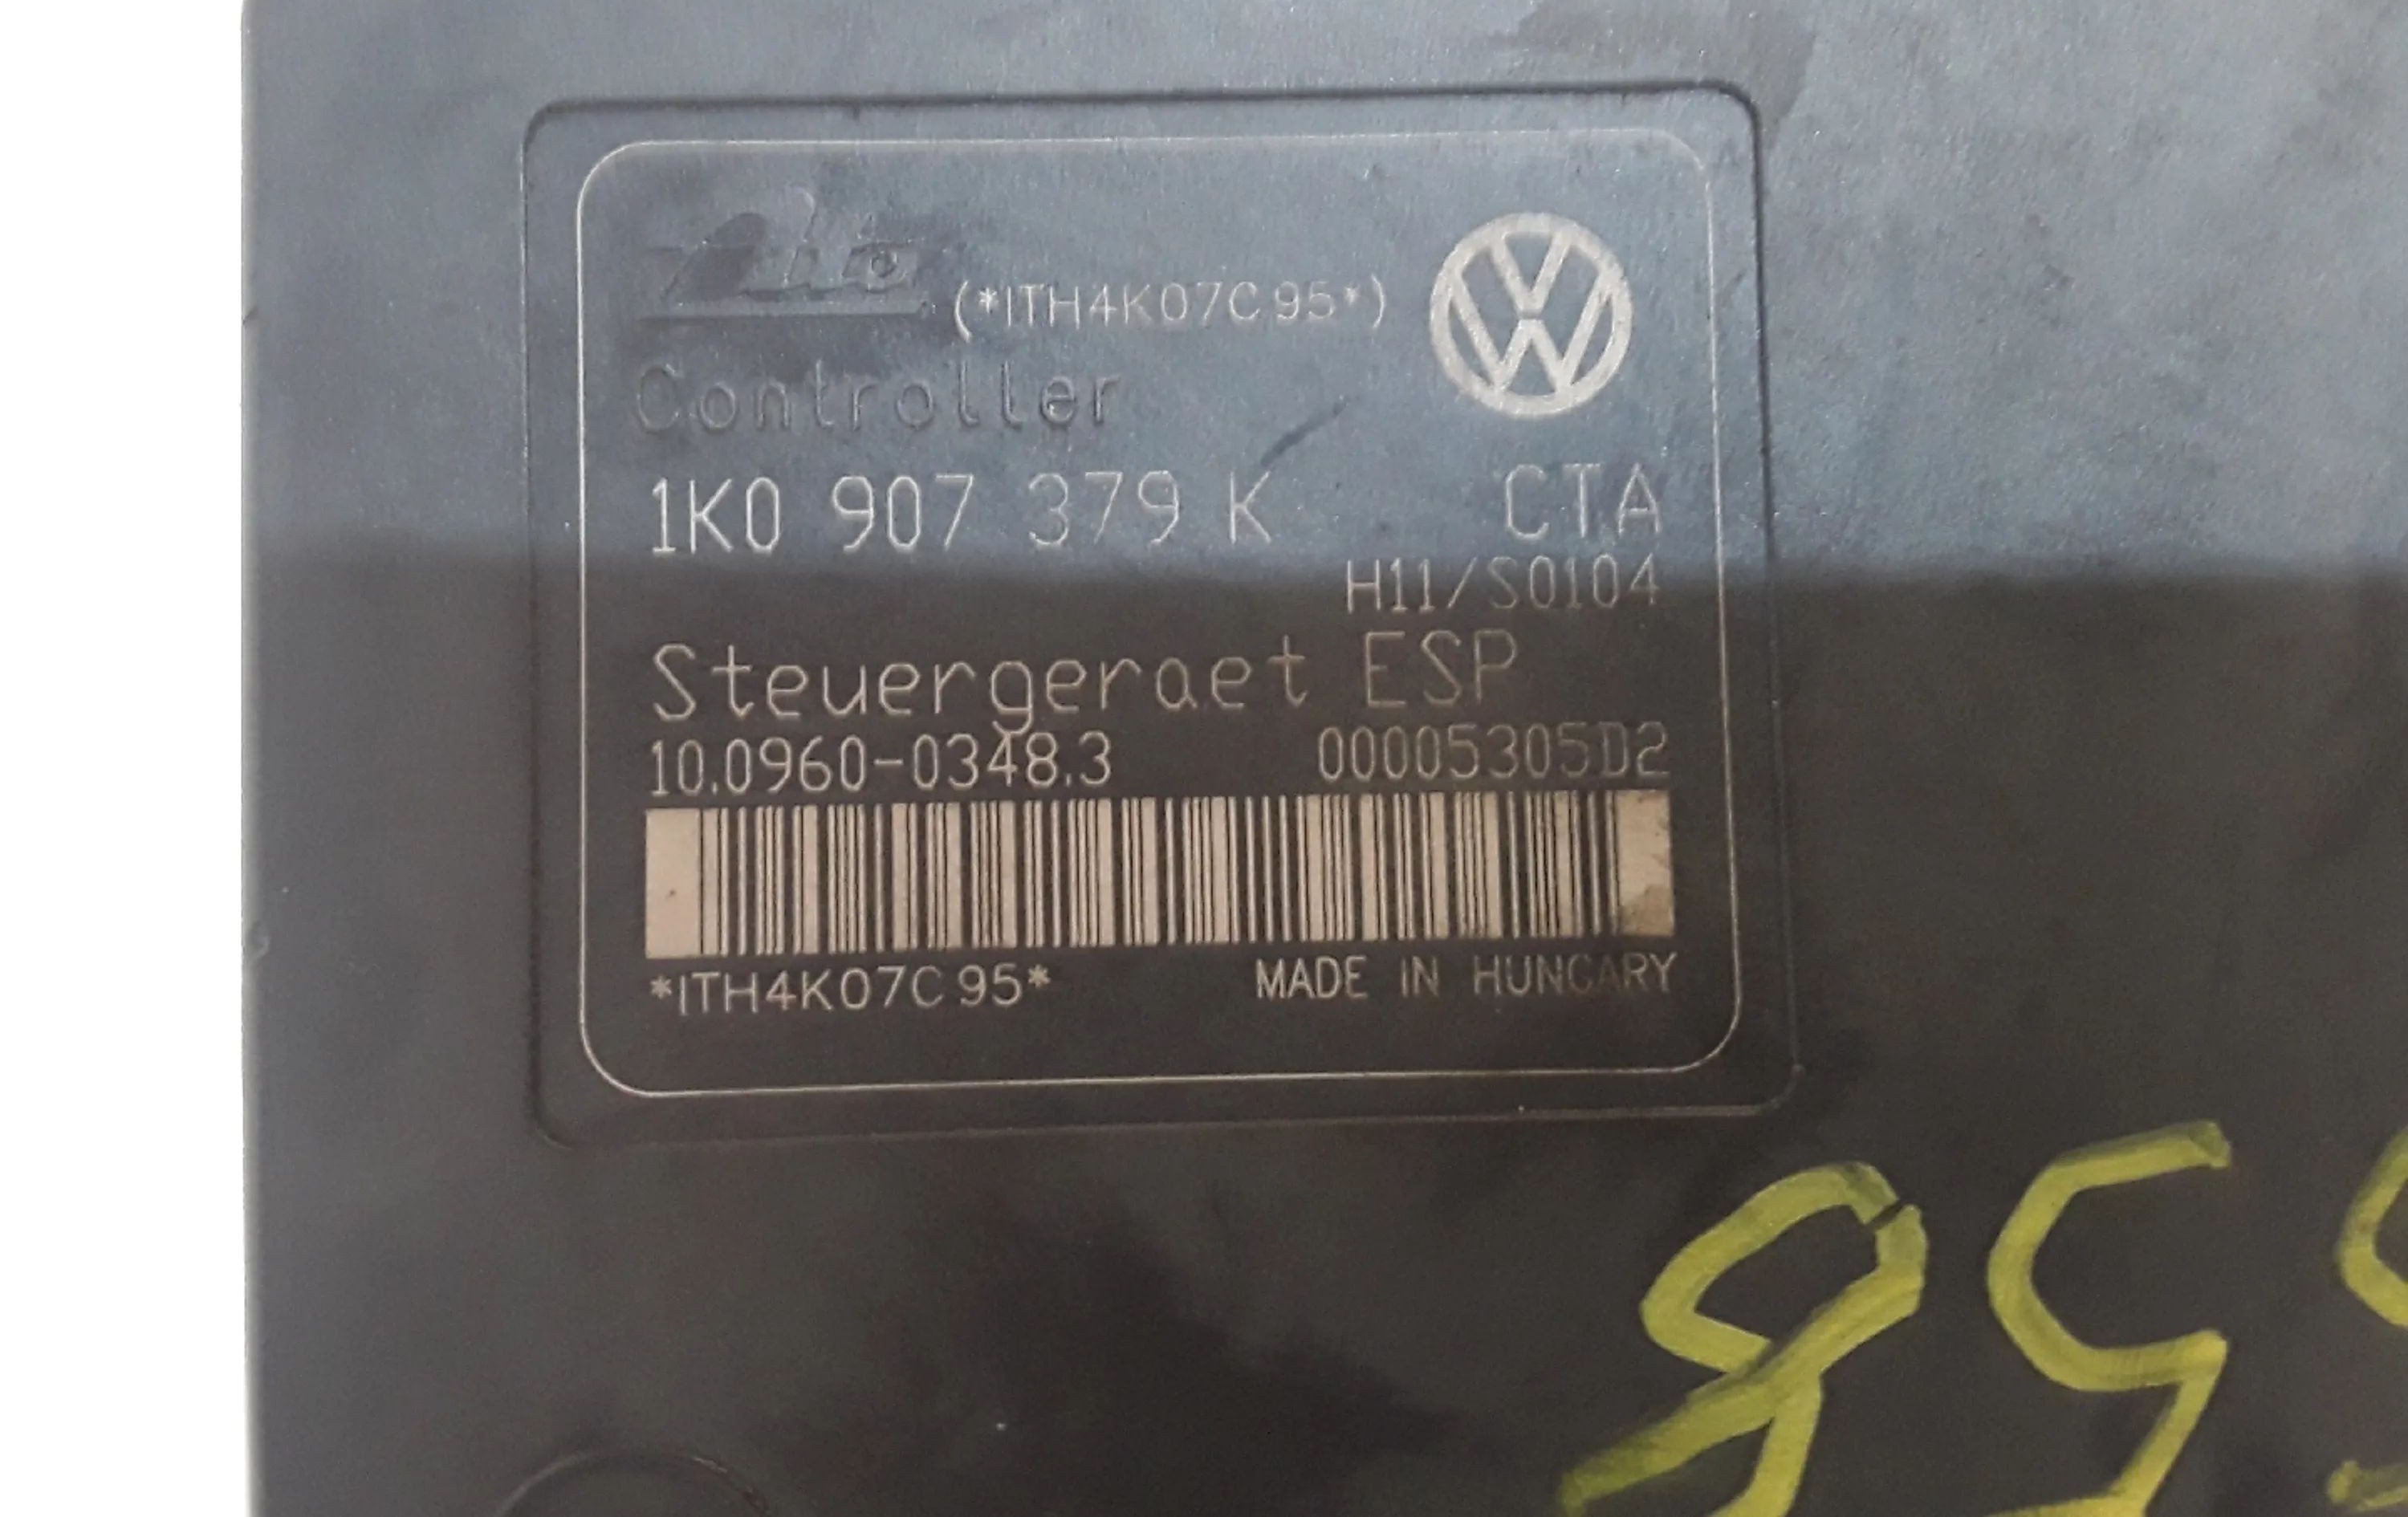 Ate
(*ITH4K07C95*)
Controller
1K0 907 379 K CTA
H11/S0104
Steuergeraet ESP
10.0960-0348.3 00005305D2
*ITH4K07C95*
MADE IN HUNGARY